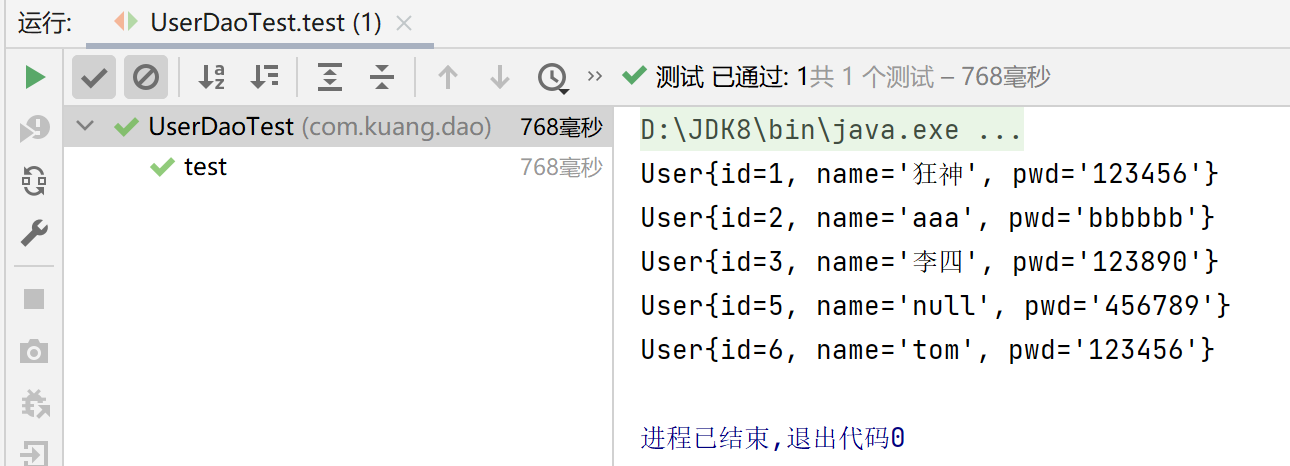 运行: UserDaoTest.test (1)
测试 已通过: 1共 1 个测试 – 768毫秒
UserDaoTest (com.kuang.dao) 768毫秒
test 768毫秒
D:\JDK8\bin\java.exe ...
User{id=1, name='狂神', pwd='123456'}
User{id=2, name='aaa', pwd='bbbbbb'}
User{id=3, name='李四', pwd='123890'}
User{id=5, name='null', pwd='456789'}
User{id=6, name='tom', pwd='123456'}
进程已结束,退出代码0